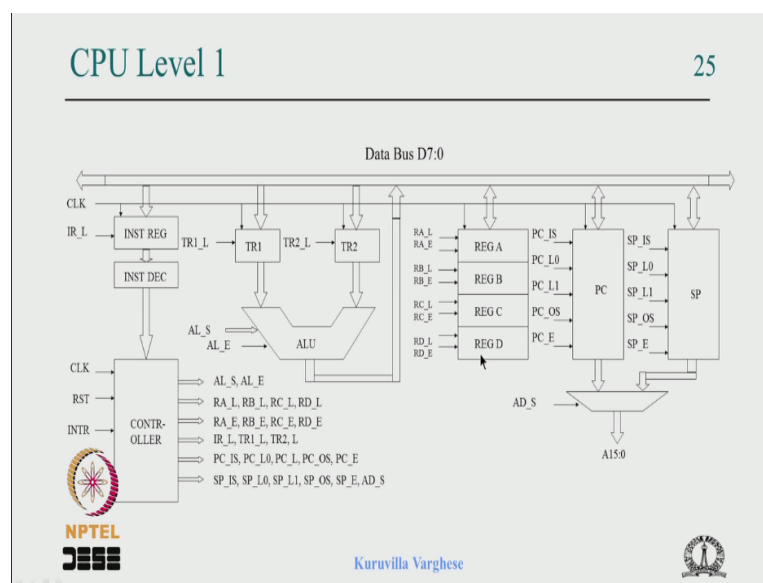 CPU Level 1
25
Data Bus D7:0
CLK
IR_L
INST REG
INST DEC
TR1_L
TR1
TR2_L
TR2
AL_S
AL_E
ALU
RA_L
RA_E
RB_L
RB_E
RC_L
RC_E
RD_L
RD_E
REG A
REG B
REG C
REG D
PC_IS
PC_L0
PC_L1
PC_OS
PC_E
PC
SP_IS
SP_L0
SP_L1
SP_OS
SP_E
SP
AD_S
A15:0
CLK
RST
INTR
CONTR-
OLLER
AL_S, AL_E
RA_L, RB_L, RC_L, RD_L
RA_E, RB_E, RC_E, RD_E
IR_L, TR1_L, TR2, L
PC_IS, PC_L0, PC_L, PC_OS, PC_E
SP_IS, SP_L0, SP_L1, SP_OS, SP_E, AD_S
NPTEL
DESE
Kuruvilla Varghese